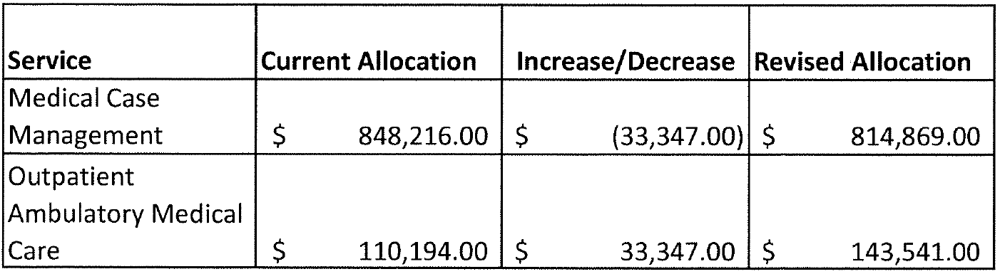 Service Current Allocation Increase/Decrease Revised Allocation
Medical Case
Management $ 848,216.00 $ (33,347.00) $ 814,869.00
Outpatient
Ambulatory Medical
Care $ 110,194.00 $ 33,347.00 $ 143,541.00